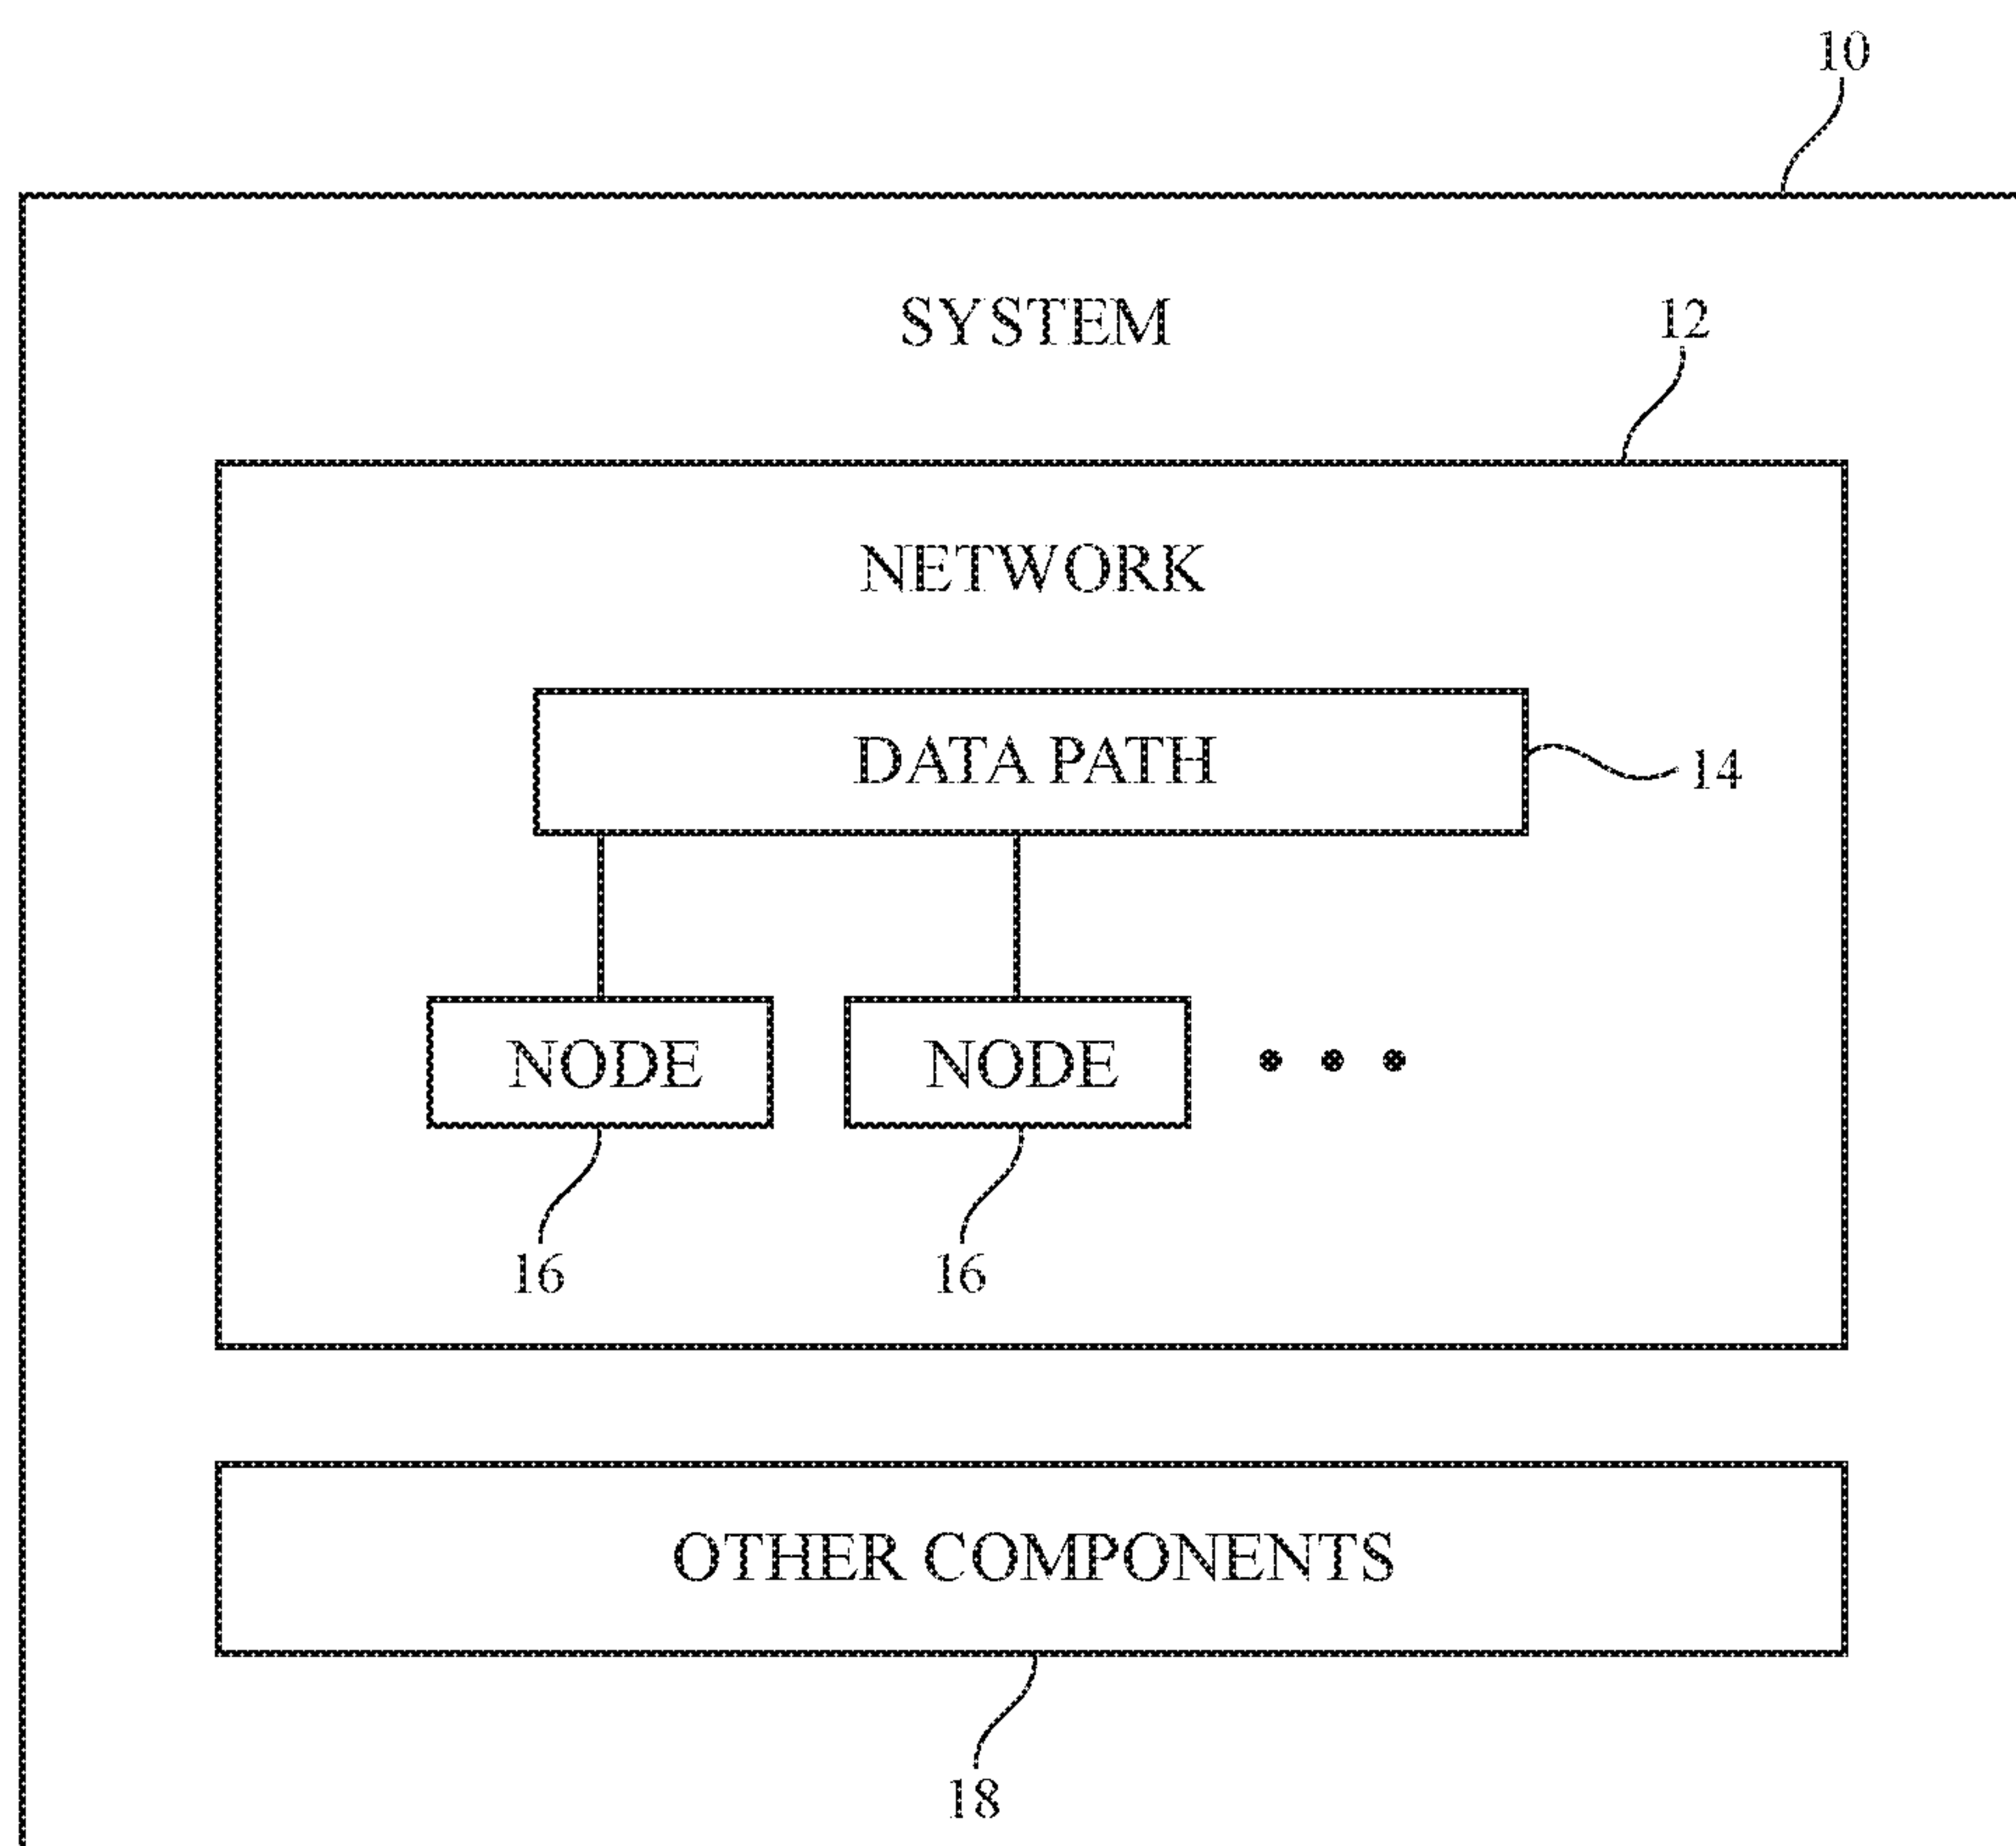 10
SYSTEM
12
NETWORK
DATA PATH
14
NODE NODE
16 16
OTHER COMPONENTS
18